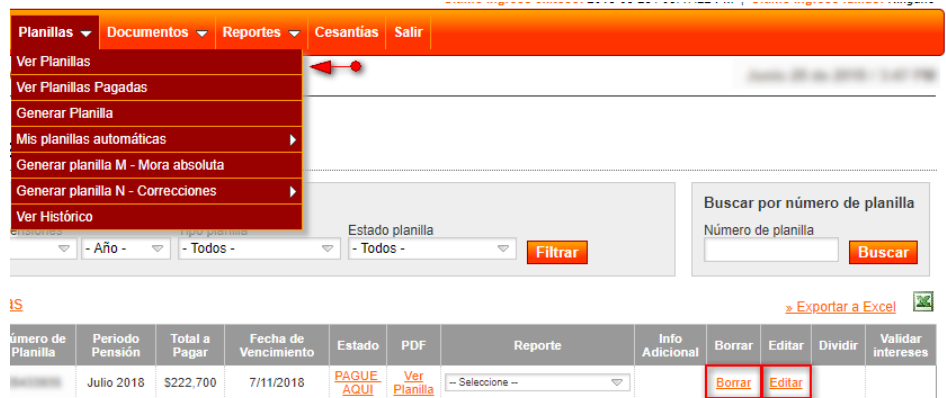 Planillas Documentos Reportes Cesantías Salir
Ver Planillas
Ver Planillas Pagadas
Generar Planilla
Mis planillas automáticas
Generar planilla M - Mora absoluta
Generar planilla N - Correcciones
Ver Histórico
Buscar por número de planilla
Estado planilla
Número de planilla
- Año - - Todos - - Todos - Filtrar
Buscar
» Exportar a Excel
Planilla
Periodo Pensión
Total a Pagar
Fecha de Vencimiento
Estado
PDF
Reporte
Info Adicional
Borrar
Editar
Dividir
Validar intereses
Julio 2018 $222,700 7/11/2018 PAGUE AQUI Ver Planilla -- Seleccione -- Borrar Editar